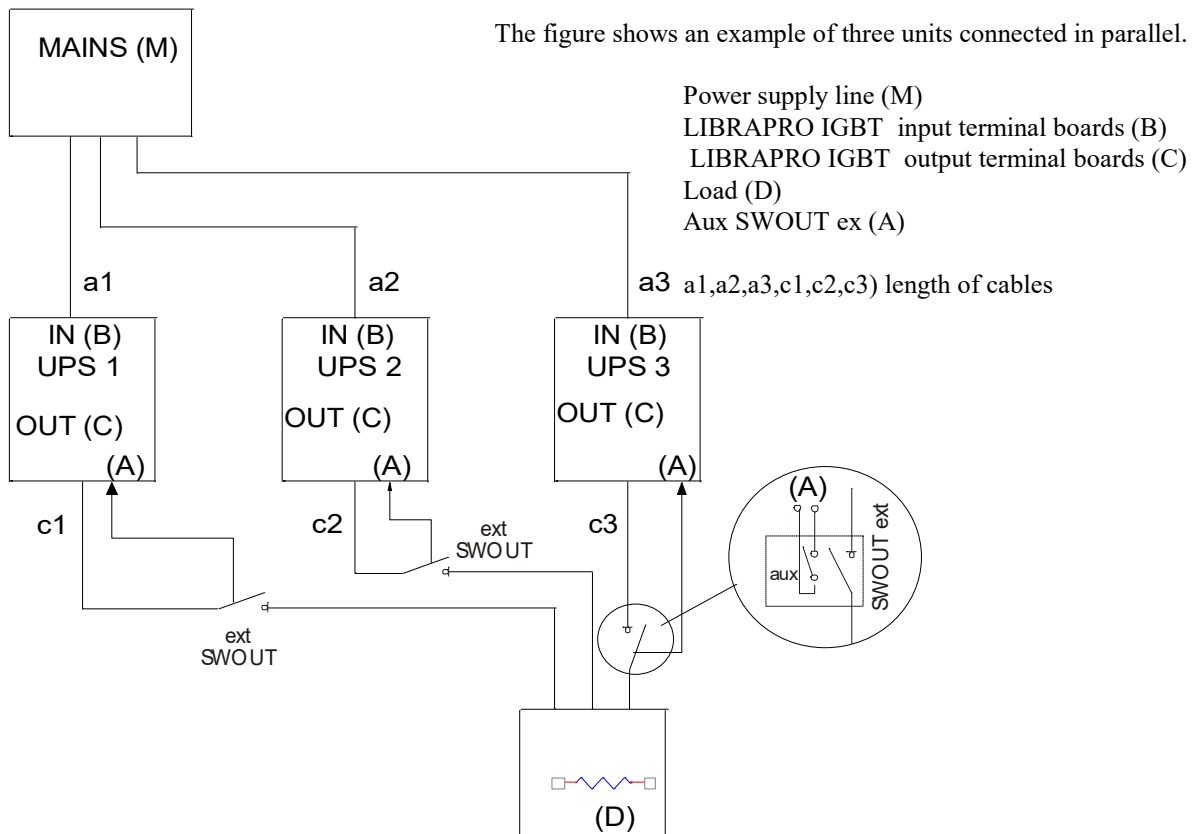 MAINS (M)
The figure shows an example of three units connected in parallel.
Power supply line (M)
LIBRAPRO IGBT input terminal boards (B)
LIBRAPRO IGBT output terminal boards (C)
Load (D)
Aux SWOUT ex (A)
a1
a2
a3
a1,a2,a3,c1,c2,c3) length of cables
IN (B)
UPS 1
OUT (C)
(A)
IN (B)
UPS 2
OUT (C)
(A)
IN (B)
UPS 3
OUT (C)
(A)
c1
c2
c3
ext
SWOUT
ext
SWOUT
(A)
aux
SWOUT ext
(D)